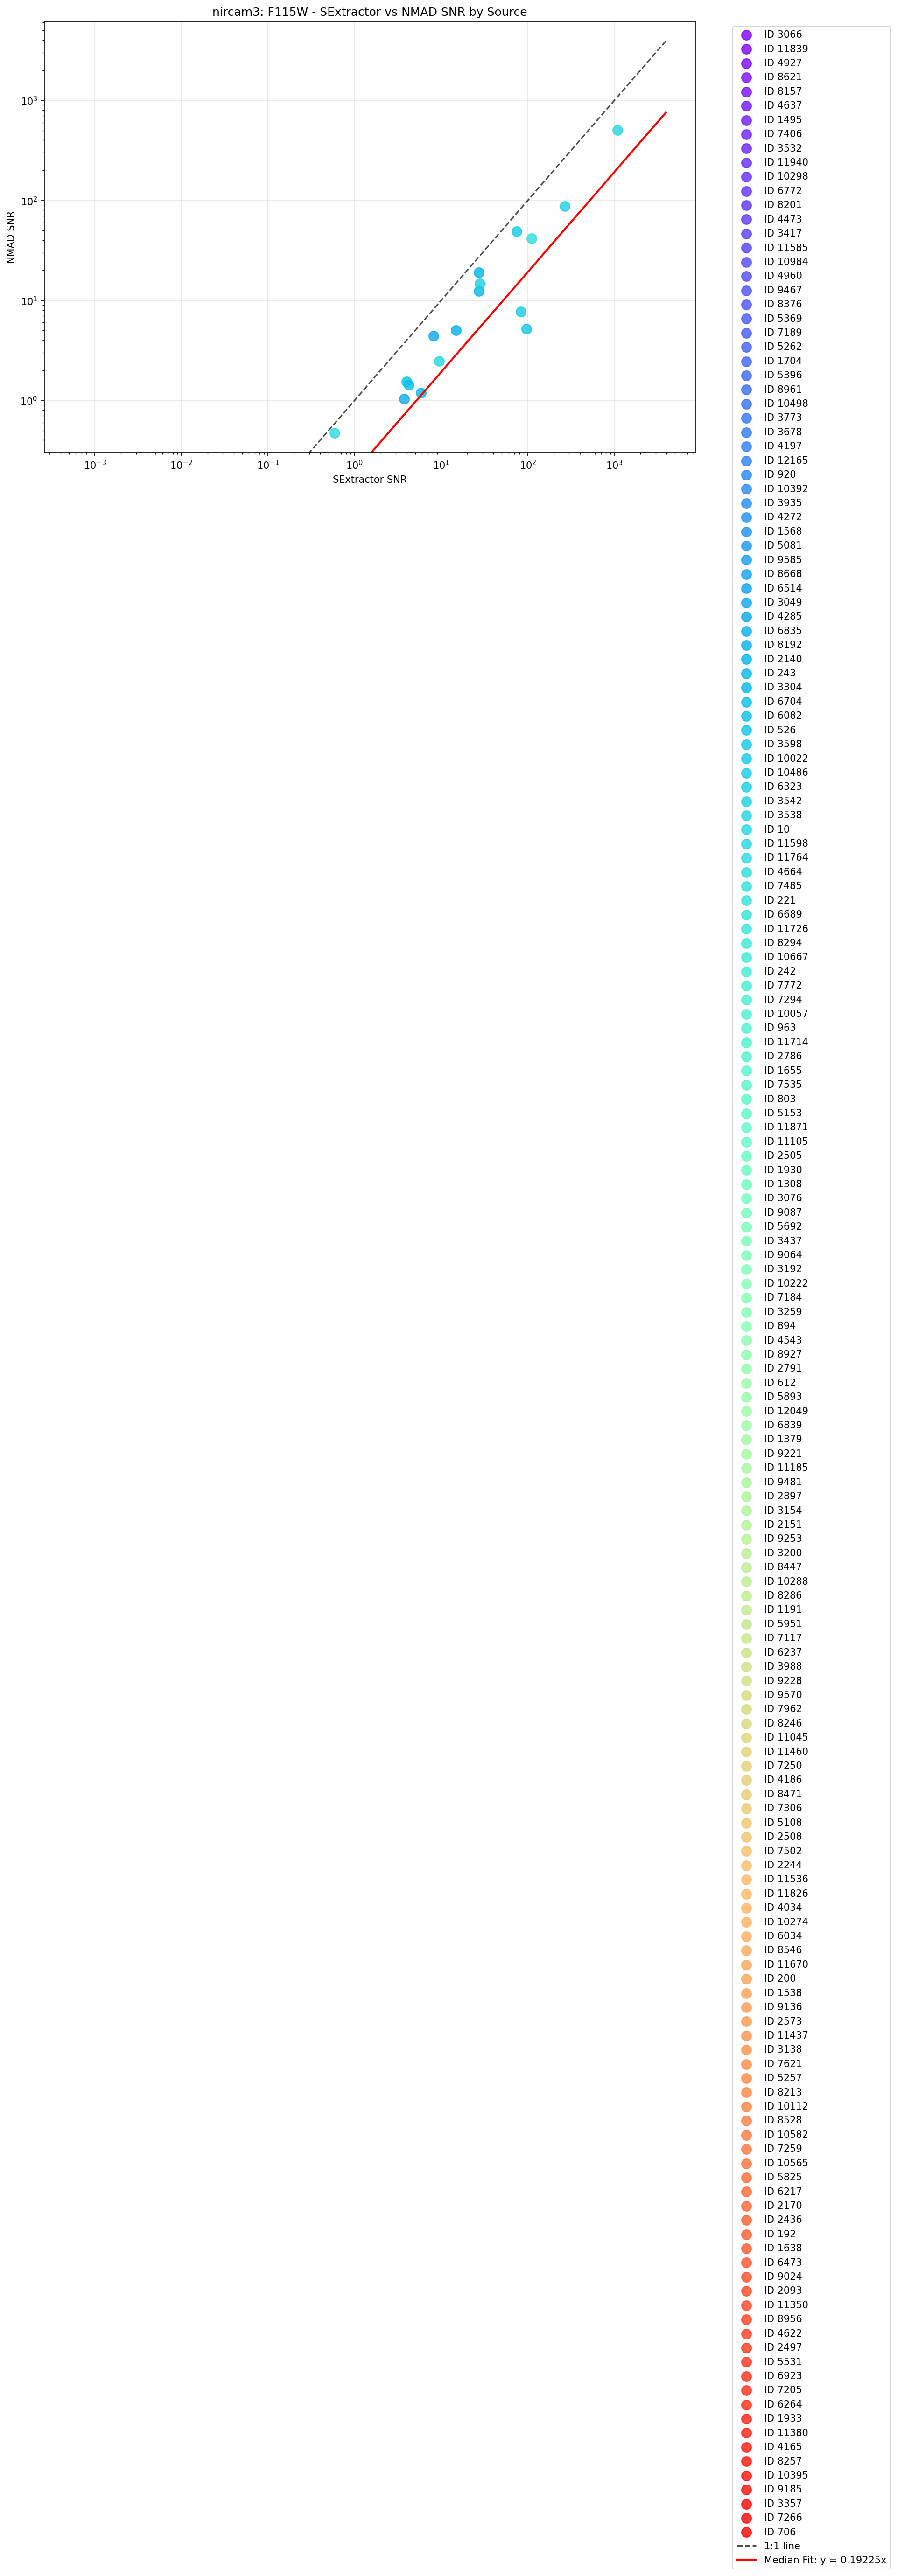 nircam3: F115W - SExtractor vs NMAD SNR by Source
NMAD SNR
10^3
10^2
10^1
10^0
10^-3
10^-2
10^-1
10^0
10^1
10^2
10^3
SExtractor SNR
ID 3066
ID 11839
ID 4927
ID 8621
ID 8157
ID 4637
ID 1495
ID 7406
ID 3532
ID 11940
ID 10298
ID 6772
ID 8201
ID 4473
ID 3417
ID 11585
ID 10984
ID 4960
ID 9467
ID 8376
ID 5369
ID 7189
ID 5262
ID 1704
ID 5396
ID 8961
ID 10498
ID 3773
ID 3678
ID 4197
ID 12165
ID 920
ID 10392
ID 3935
ID 4272
ID 1568
ID 5081
ID 9585
ID 8668
ID 6514
ID 3049
ID 4285
ID 6835
ID 8192
ID 2140
ID 243
ID 3304
ID 6704
ID 6082
ID 526
ID 3598
ID 10022
ID 10486
ID 6323
ID 3542
ID 3538
ID 10
ID 11598
ID 11764
ID 4664
ID 7485
ID 221
ID 6689
ID 11726
ID 8294
ID 10667
ID 242
ID 7772
ID 7294
ID 10057
ID 963
ID 11714
ID 2786
ID 1655
ID 7535
ID 803
ID 5153
ID 11871
ID 11105
ID 2505
ID 1930
ID 1308
ID 3076
ID 9087
ID 5692
ID 3437
ID 9064
ID 3192
ID 10222
ID 7184
ID 3259
ID 894
ID 4543
ID 8927
ID 2791
ID 612
ID 5893
ID 12049
ID 6839
ID 1379
ID 9221
ID 11185
ID 9481
ID 2897
ID 3154
ID 2151
ID 9253
ID 3200
ID 8447
ID 10288
ID 8286
ID 1191
ID 5951
ID 7117
ID 6237
ID 3988
ID 9228
ID 9570
ID 7962
ID 8246
ID 11045
ID 11460
ID 7250
ID 4186
ID 8471
ID 7306
ID 5108
ID 2508
ID 7502
ID 2244
ID 11536
ID 11826
ID 4034
ID 10274
ID 6034
ID 8546
ID 11670
ID 200
ID 1538
ID 9136
ID 2573
ID 11437
ID 3138
ID 7621
ID 5257
ID 8213
ID 10112
ID 8528
ID 10582
ID 7259
ID 10565
ID 5825
ID 6217
ID 2170
ID 2436
ID 192
ID 1638
ID 6473
ID 9024
ID 2093
ID 11350
ID 8956
ID 4622
ID 2497
ID 5531
ID 6923
ID 7205
ID 6264
ID 1933
ID 11380
ID 4165
ID 8257
ID 10395
ID 9185
ID 3357
ID 7266
ID 706
1:1 line
Median Fit: y = 0.19225x